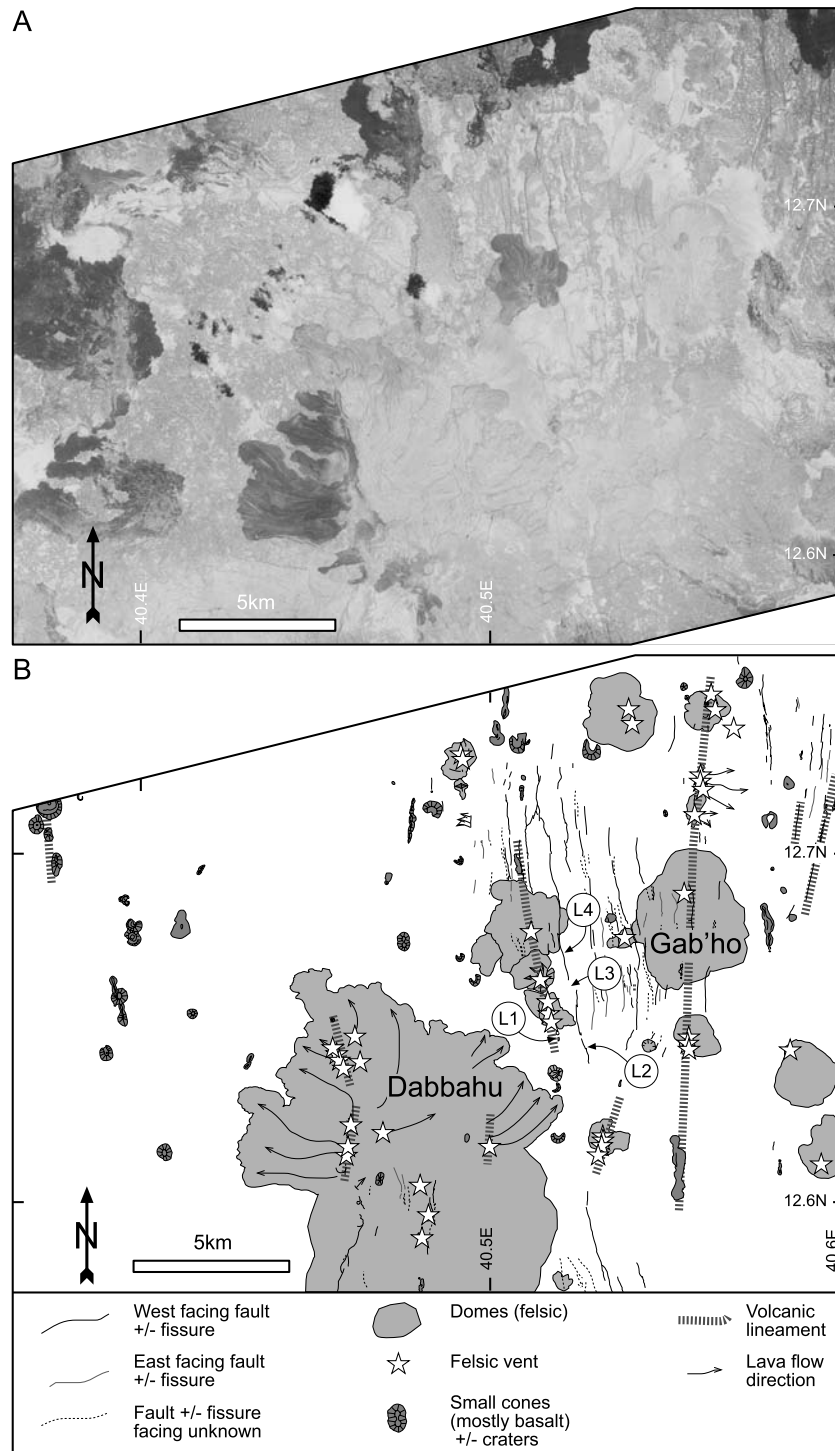 A
12.7N
12.6N
N
40.4E
5km
40.5E
B
12.7N
L4
Gab'ho
L3
L1
L2
Dabbahu
12.6N
N
5km
40.5E
40.6E
West facing fault
+/- fissure
East facing fault
+/- fissure
Fault +/- fissure
facing unknown
Domes (felsic)
Felsic vent
Small cones
(mostly basalt)
+/- craters
Volcanic
lineament
Lava flow
direction